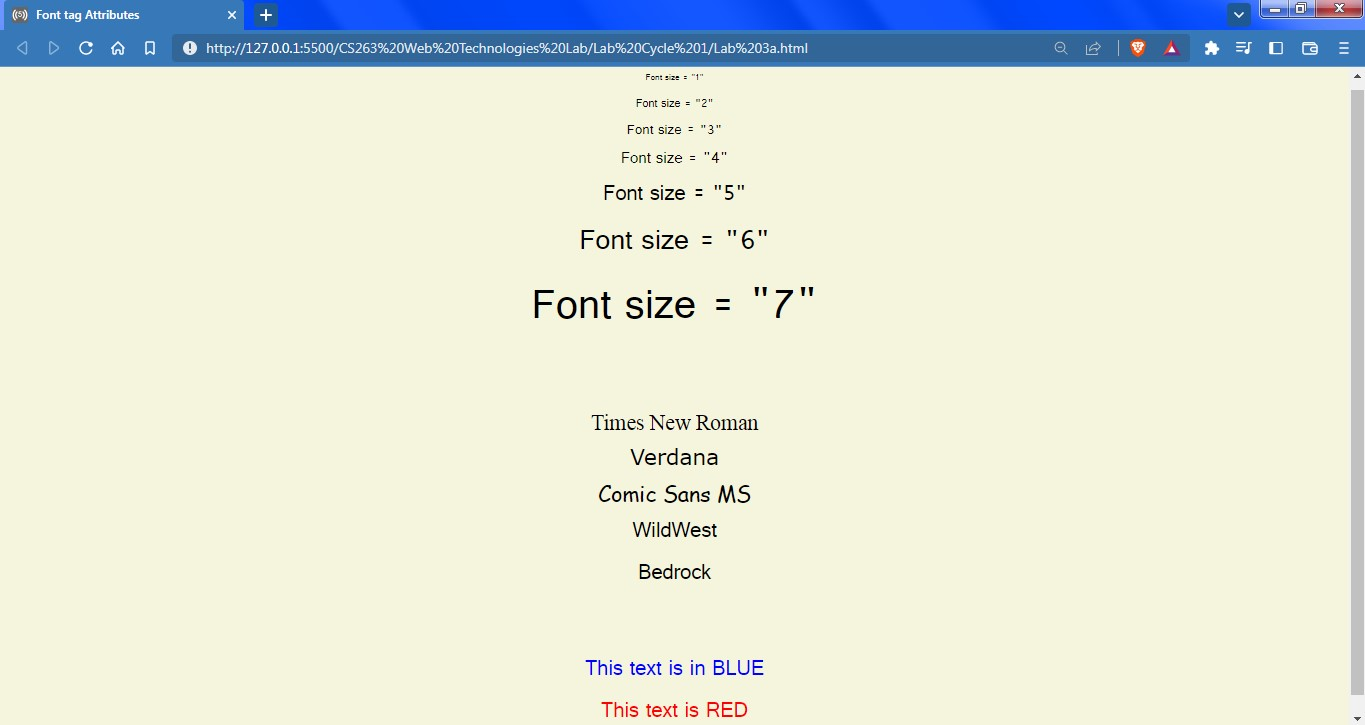 Font tag Attributes
http://127.0.0.1:5500/CS263%20Web%20Technologies%20Lab/Lab%20Cycle%201/Lab%203a.html
Font size = "1"
Font size = "2"
Font size = "3"
Font size = "4"
Font size = "5"
Font size = "6"
Font size = "7"
Times New Roman
Verdana
Comic Sans MS
WildWest
Bedrock
This text is in BLUE
This text is RED